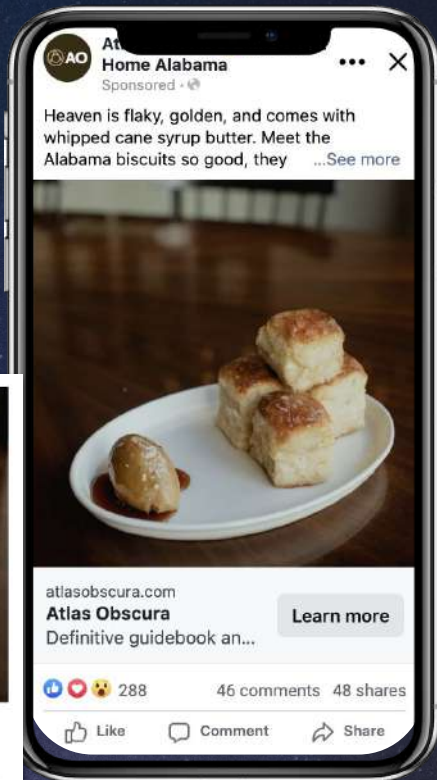 AO
Home Alabama
Sponsored ·
Heaven is flaky, golden, and comes with
whipped cane syrup butter. Meet the
Alabama biscuits so good, they ...See more
atlasobscura.com
Atlas Obscura
Definitive guidebook an...
Learn more
288
46 comments 48 shares
Like Comment Share